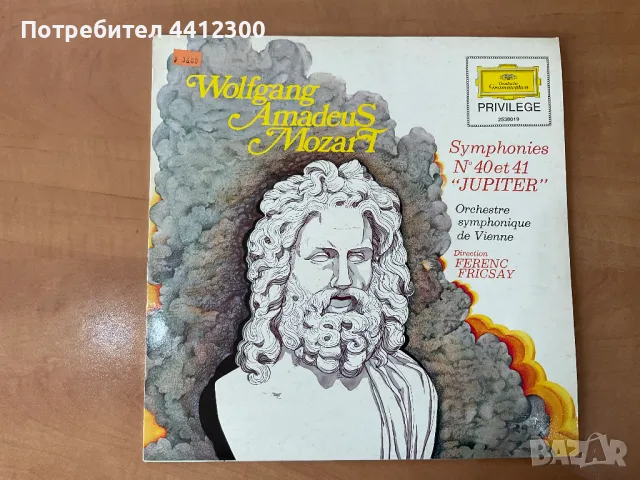 Потребител 4412300
Wolfgang
Amadeus
Mozart
Deutsche
Grammophon
PRIVILEGE
2538019
Symphonies
N° 40 et 41
“JUPITER”
Orchestre
symphonique
de Vienne
Direction
FERENC
FRICSAY
BAZAR